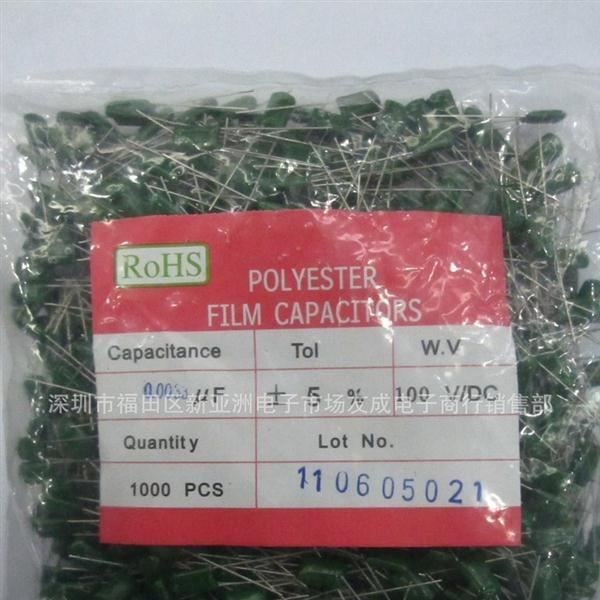 RoHS
POLYESTER
FILM CAPACITORS
Capacitance Tol W.V
μF ± 5 % 100 V/DC
深圳市福田区新亚洲电子市场友成电子商行销售部
Quantity Lot No.
1000 PCS 110605021